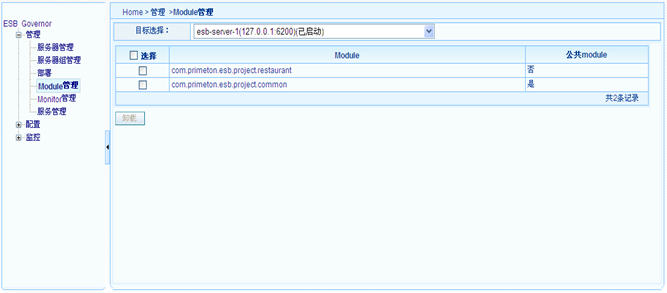 ESB Governor
管理
服务器管理
服务器组管理
部署
Module管理
Monitor管理
服务管理
配置
监控
Home > 管理 >Module管理
目标选择： esb-server-1(127.0.0.1:6200)(已启动)
选择 Module 公共module
com.primeton.esb.project.restaurant 否
com.primeton.esb.project.common 是
共2条记录
卸载